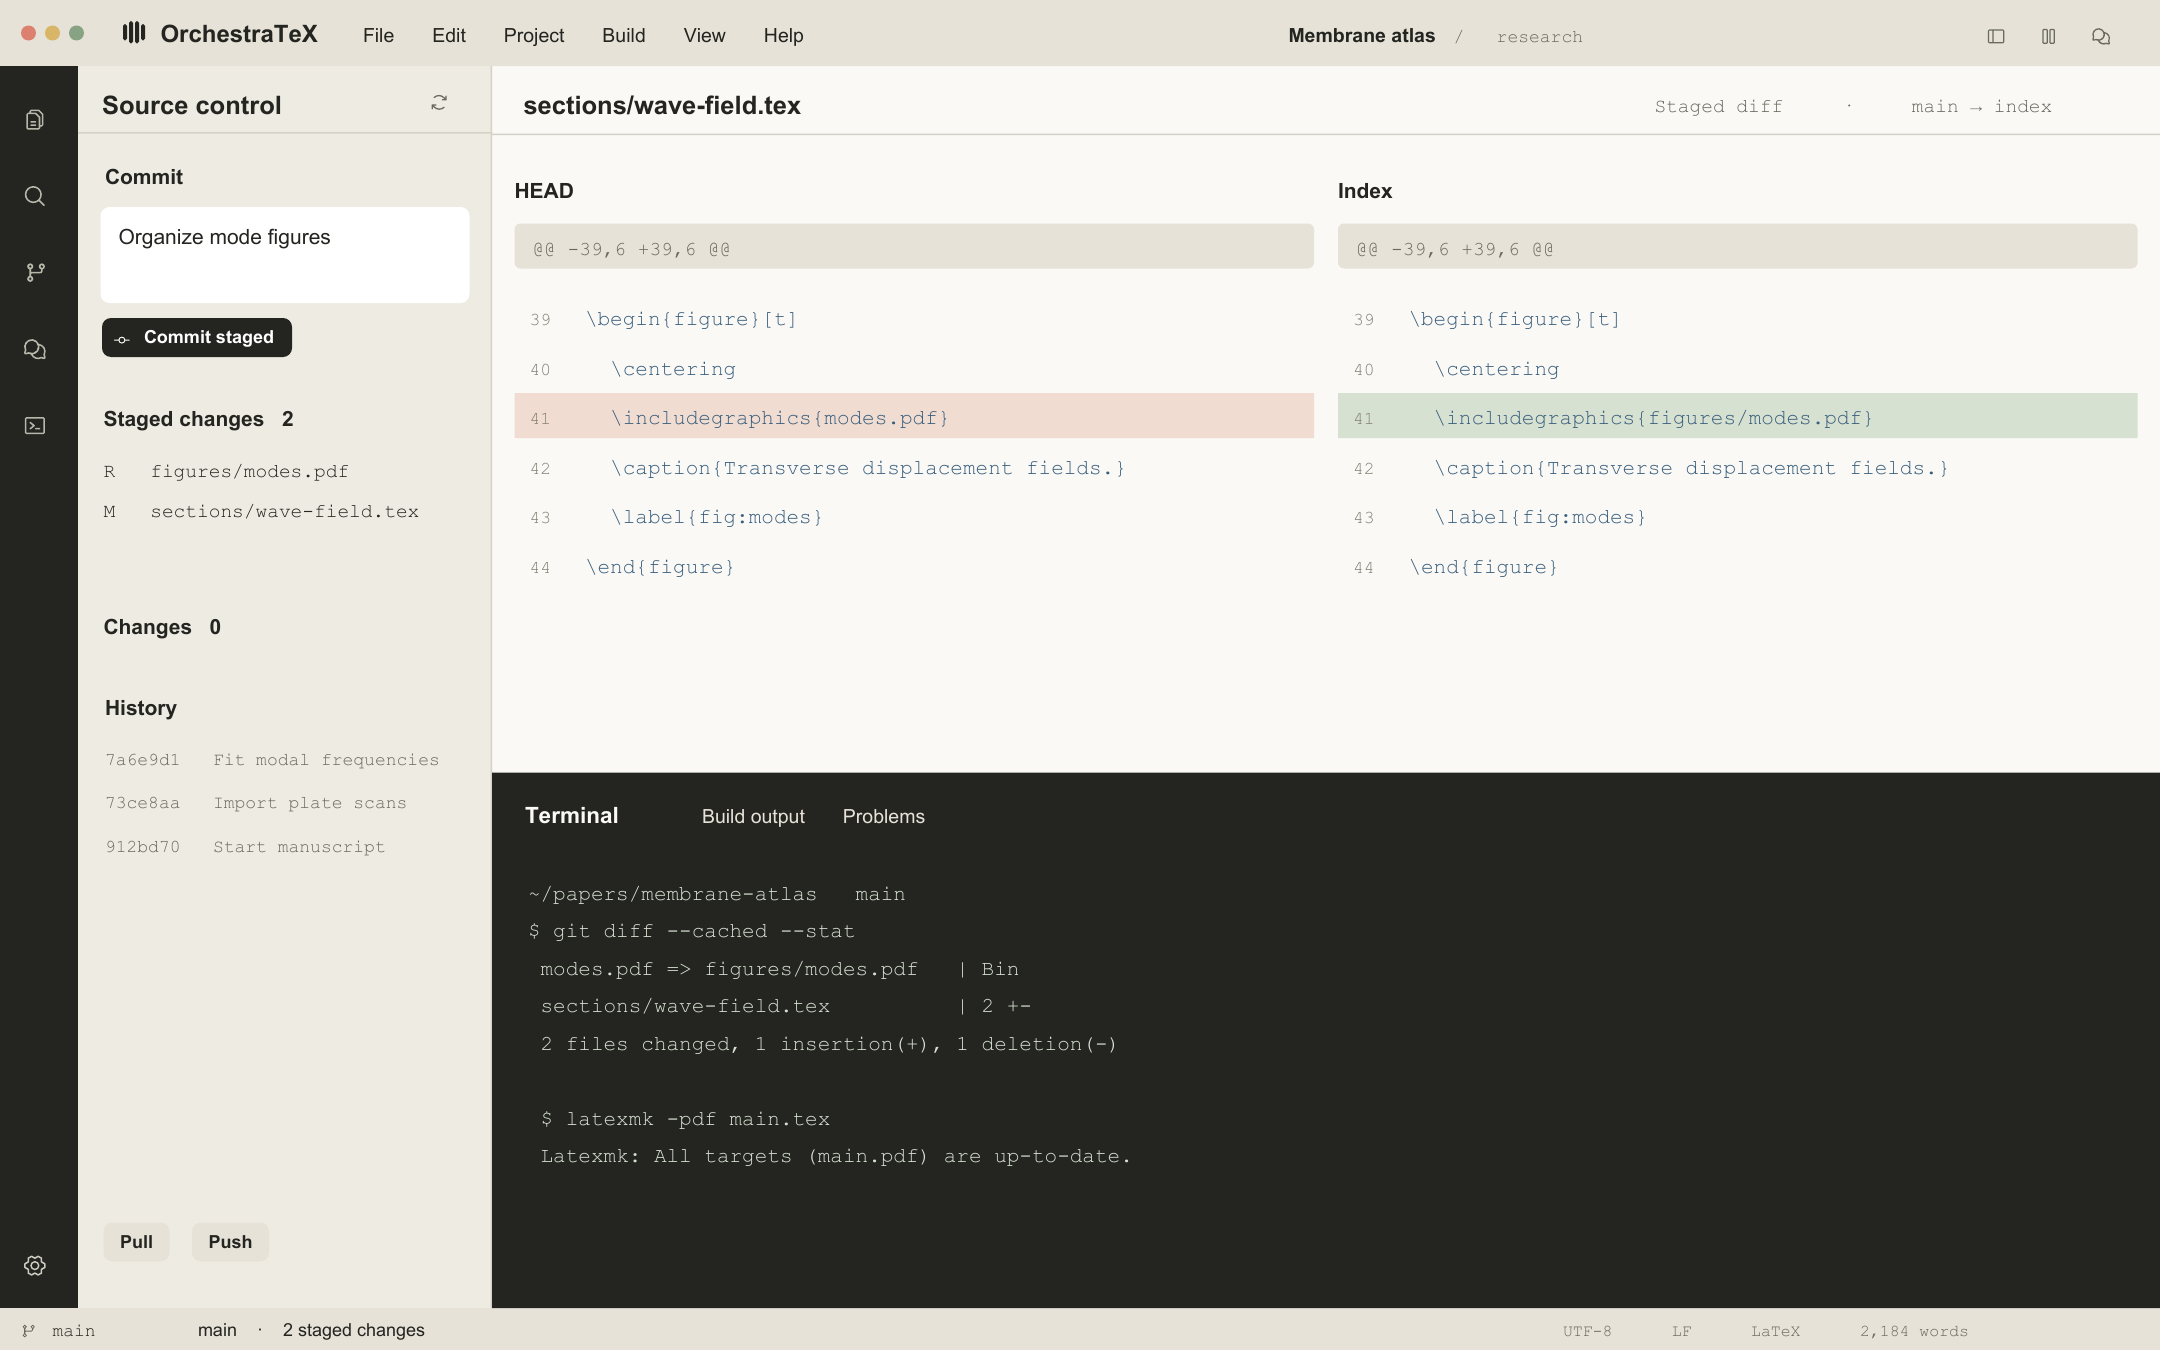 OrchestraTeX File Edit Project Build View Help Membrane atlas / research
Source control
Commit
Organize mode figures
Commit staged
Staged changes 2
R figures/modes.pdf
M sections/wave-field.tex
Changes 0
History
7a6e9d1 Fit modal frequencies
73ce8aa Import plate scans
912bd70 Start manuscript
Pull Push
sections/wave-field.tex Staged diff · main → index
HEAD
@@ -39,6 +39,6 @@
39 \begin{figure}[t]
40 \centering
41 \includegraphics{modes.pdf}
42 \caption{Transverse displacement fields.}
43 \label{fig:modes}
44 \end{figure}
Index
@@ -39,6 +39,6 @@
39 \begin{figure}[t]
40 \centering
41 \includegraphics{figures/modes.pdf}
42 \caption{Transverse displacement fields.}
43 \label{fig:modes}
44 \end{figure}
Terminal Build output Problems
~/papers/membrane-atlas main
$ git diff --cached --stat
modes.pdf => figures/modes.pdf | Bin
sections/wave-field.tex | 2 +-
2 files changed, 1 insertion(+), 1 deletion(-)
$ latexmk -pdf main.tex
Latexmk: All targets (main.pdf) are up-to-date.
main main · 2 staged changes UTF-8 LF LaTeX 2,184 words